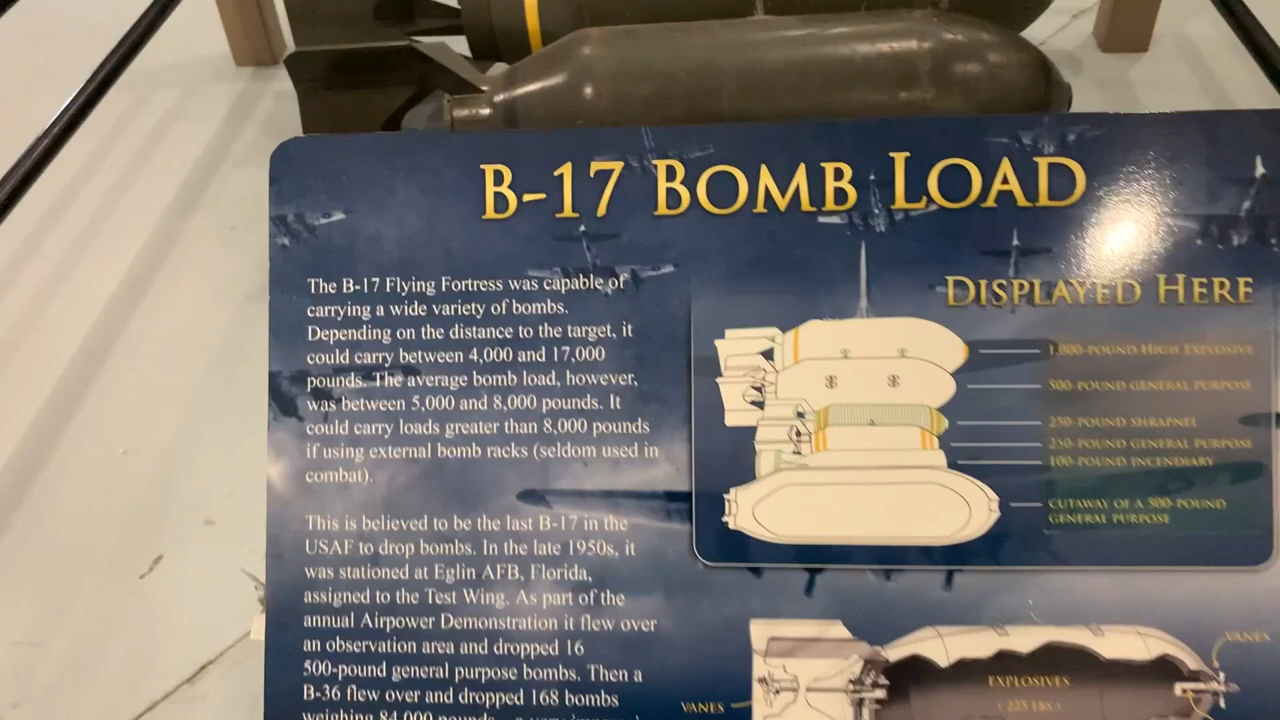 B-17 BOMB LOAD
The B-17 Flying Fortress was capable of
carrying a wide variety of bombs.
Depending on the distance to the target, it
could carry between 4,000 and 17,000
pounds. The average bomb load, however,
was between 5,000 and 8,000 pounds. It
could carry loads greater than 8,000 pounds
if using external bomb racks (seldom used in
combat).
This is believed to be the last B-17 in the
USAF to drop bombs. In the late 1950s, it
was stationed at Eglin AFB, Florida,
assigned to the Test Wing. As part of the
annual Airpower Demonstration it flew over
an observation area and dropped 16
500-pound general purpose bombs. Then a
B-36 flew over and dropped 168 bombs
weighing 84,000 pounds
DISPLAYED HERE
1,000-POUND HIGH EXPLOSIVE
500-POUND GENERAL PURPOSE
250-POUND SHRAPNEL
250-POUND GENERAL PURPOSE
100-POUND INCENDIARY
CUTAWAY OF A 500-POUND
GENERAL PURPOSE
VANES
EXPLOSIVES
(225 LBS.)
VANES